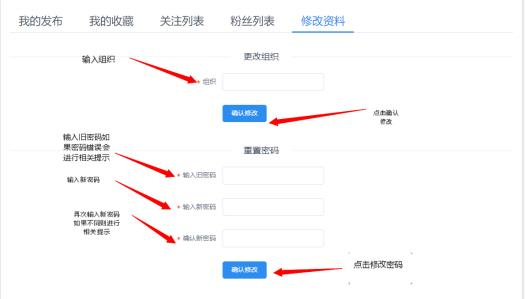 我的发布 我的收藏 关注列表 粉丝列表 修改资料
输入组织
更改组织
* 组织
确认修改
点击确认
修改
输入旧密码如
果密码错误会
进行相关提示
重置密码
* 输入旧密码
输入新密码
* 输入新密码
再次输入新密码
如果不同则进行
相关提示
* 确认新密码
确认修改
点击修改密码